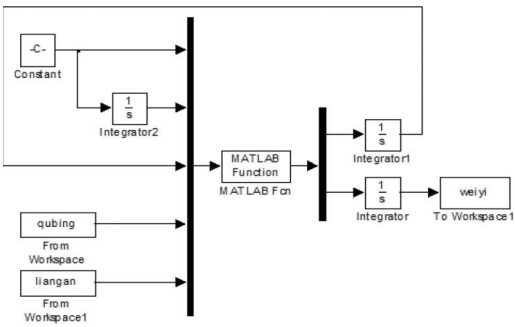 -C-
Constant
1
s
Integrator2
MATLAB
Function
MATLAB Fcn
1
s
Integrator1
1
s
Integrator
weiyi
To Workspace1
qubing
From
Workspace
liangan
From
Workspace1